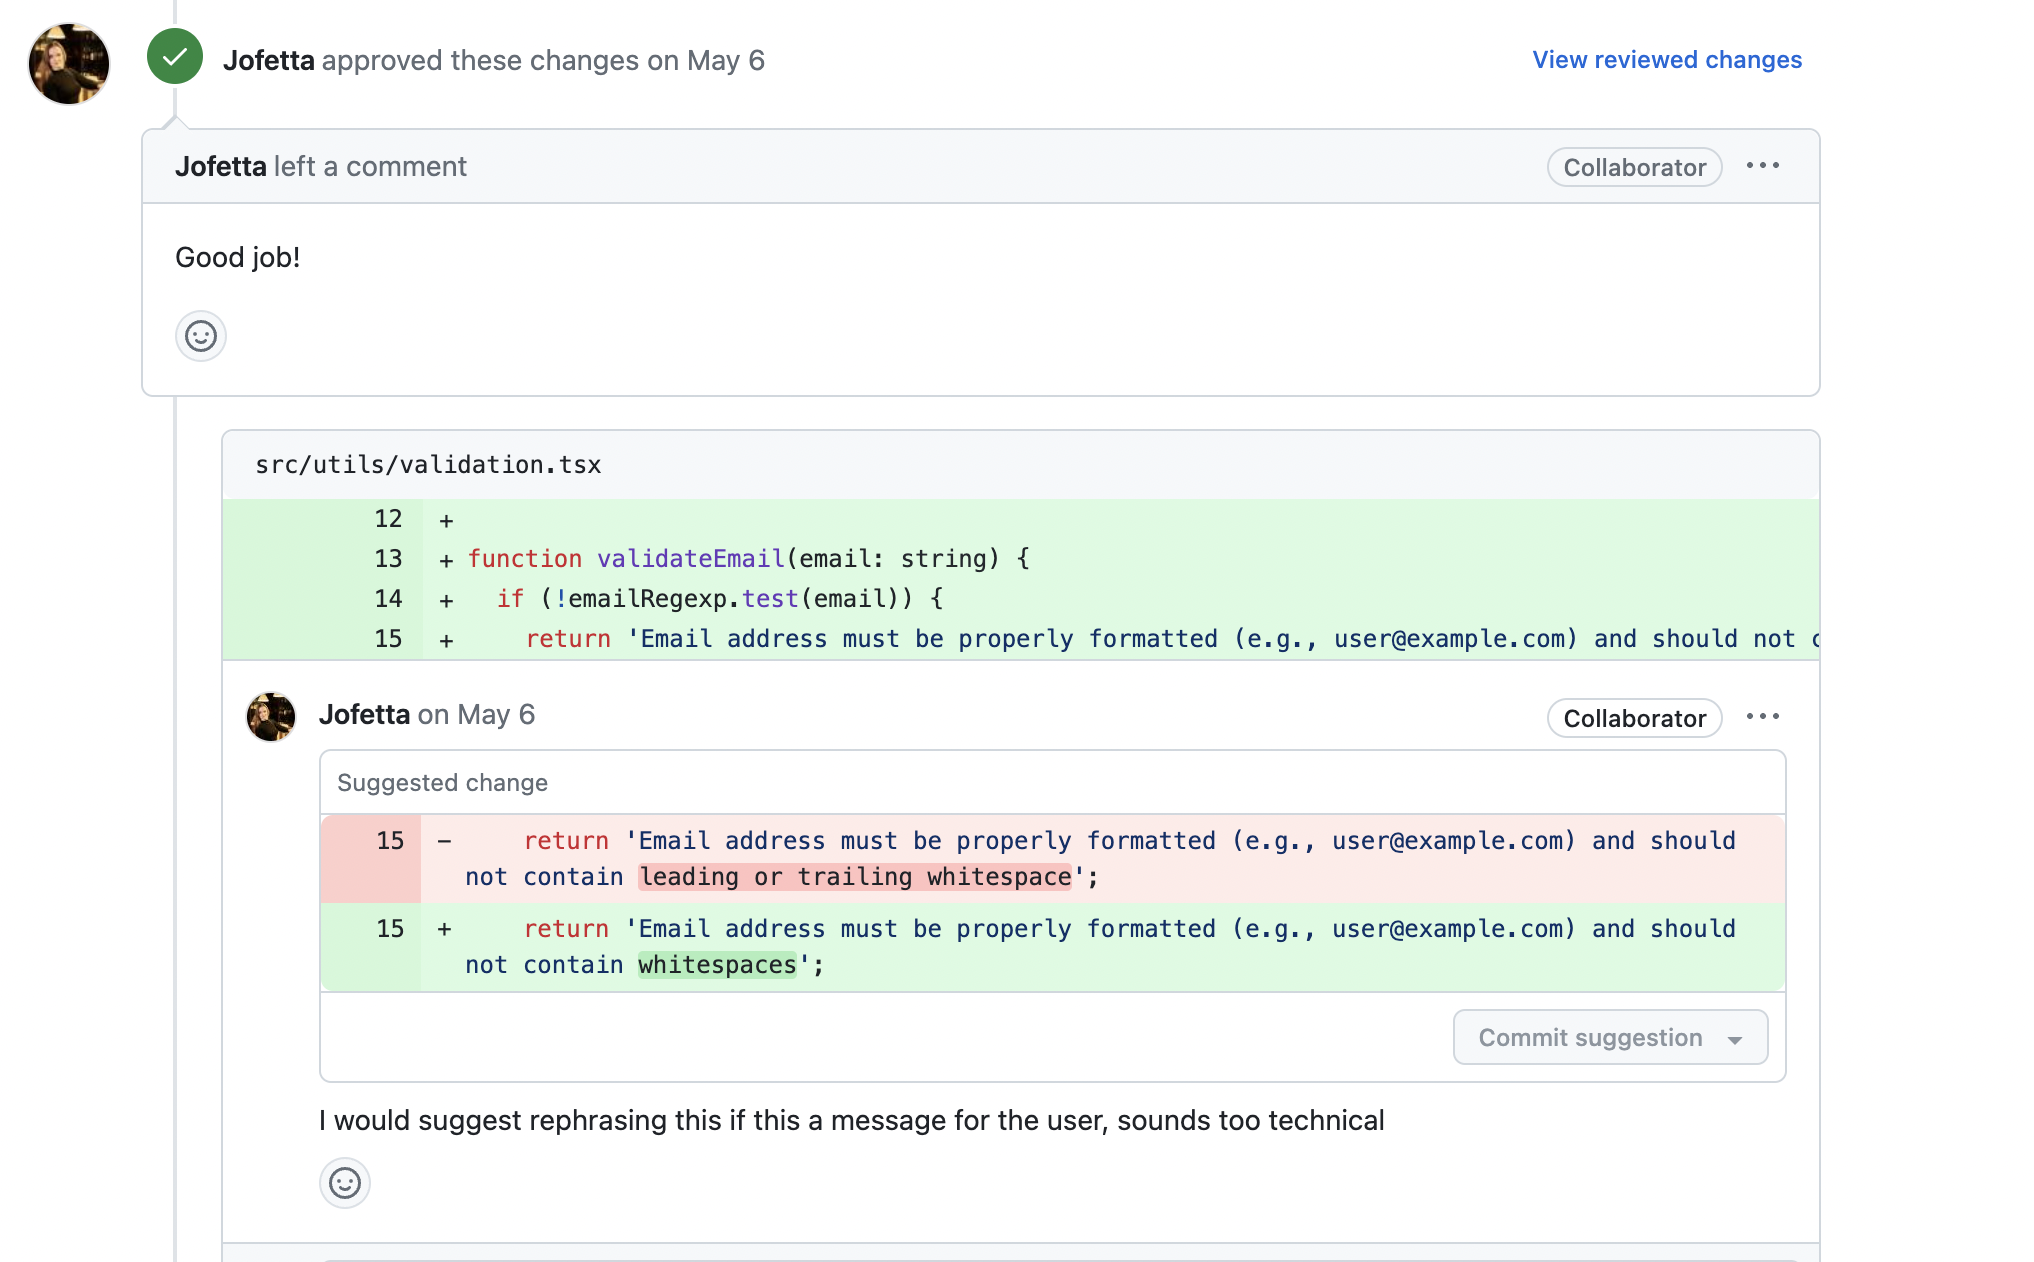 Jofetta approved these changes on May 6
View reviewed changes
Jofetta left a comment
Collaborator
Good job!
src/utils/validation.tsx
12 +
13 + function validateEmail(email: string) {
14 + if (!emailRegexp.test(email)) {
15 + return 'Email address must be properly formatted (e.g., user@example.com) and should not
Jofetta on May 6
Collaborator
Suggested change
15 - return 'Email address must be properly formatted (e.g., user@example.com) and should
not contain leading or trailing whitespace';
15 + return 'Email address must be properly formatted (e.g., user@example.com) and should
not contain whitespaces';
Commit suggestion
I would suggest rephrasing this if this a message for the user, sounds too technical